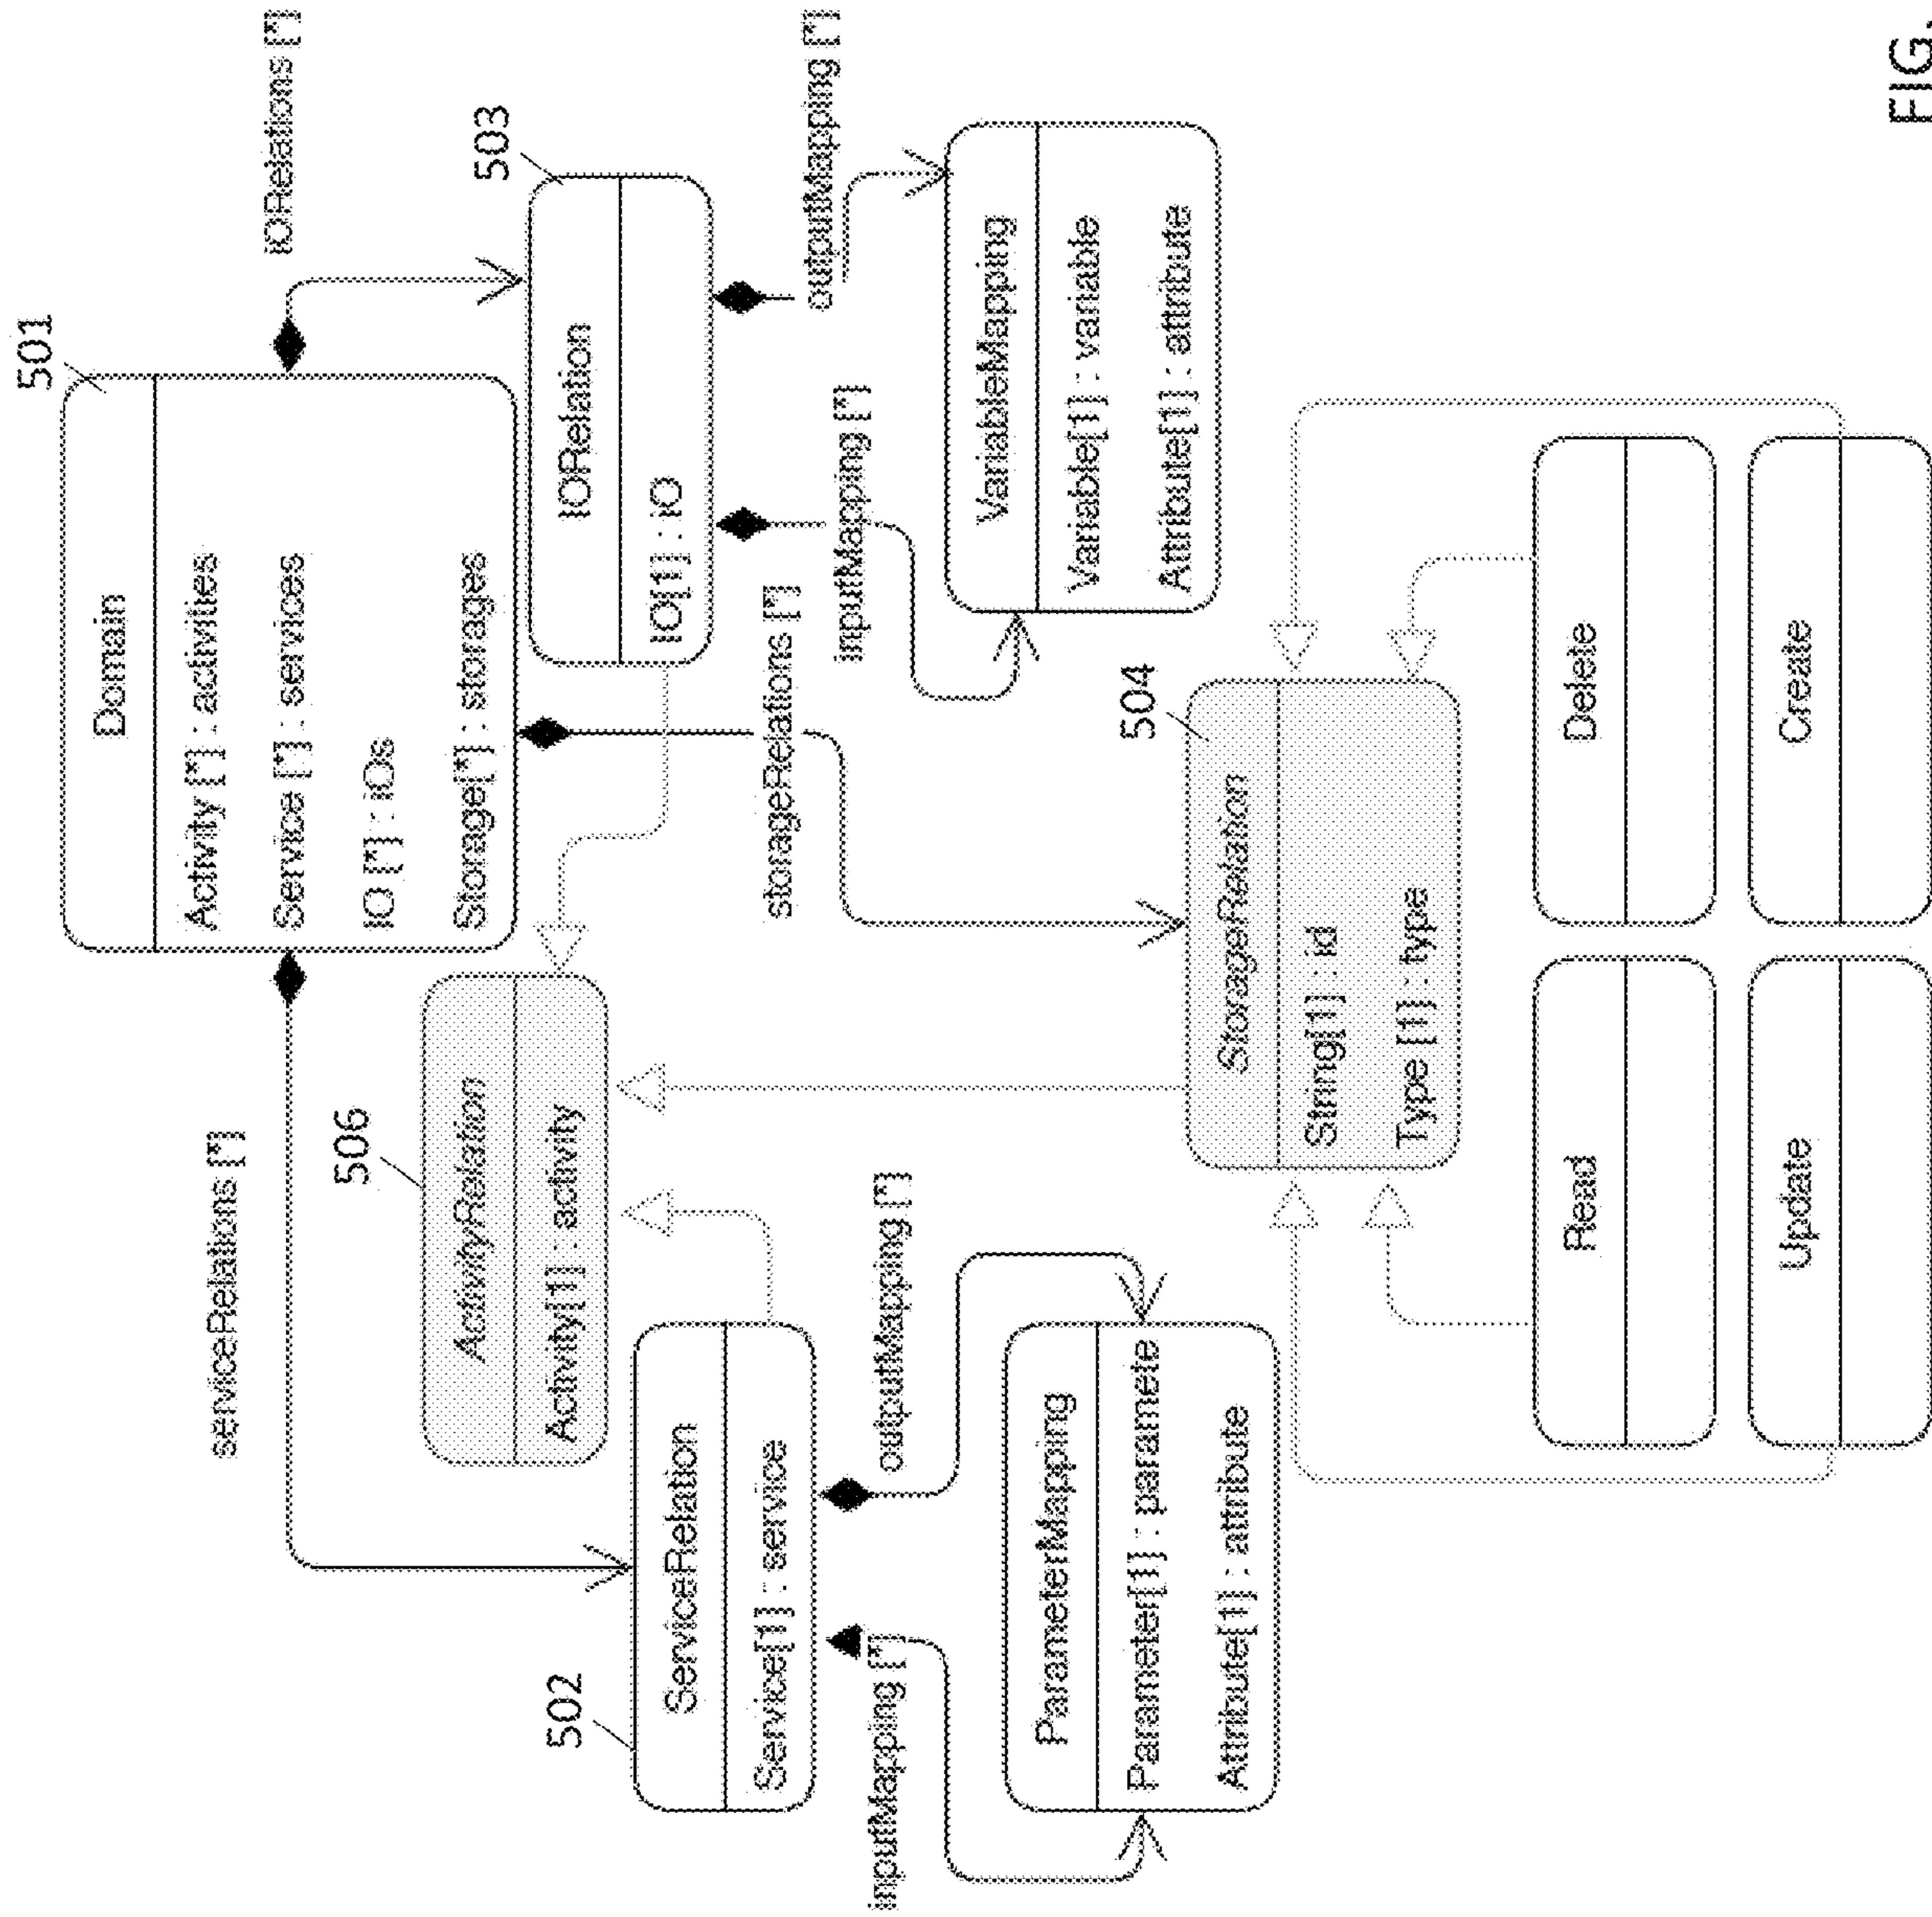 501
Domain
Activity [*] : activities
Service [*] : services
IO [*] : iOs
Storage[*] : storages
serviceRelations [*]
iORelations [*]
506
ActivityRelation
Activity[1] : activity
503
IORelation
IO[1] : iO
502
ServiceRelation
Service[1] : service
storageRelations [*]
inputMapping [*]
outputMapping [*]
inputMapping [*]
outputMapping [*]
VariableMapping
Variable[1] : variable
Attribute[1] : attribute
ParameterMapping
Parameter[1] : paramete
Attribute[1] : attribute
504
StorageRelation
String[1] : id
Type [1] : type
Read
Delete
Update
Create
FIG.